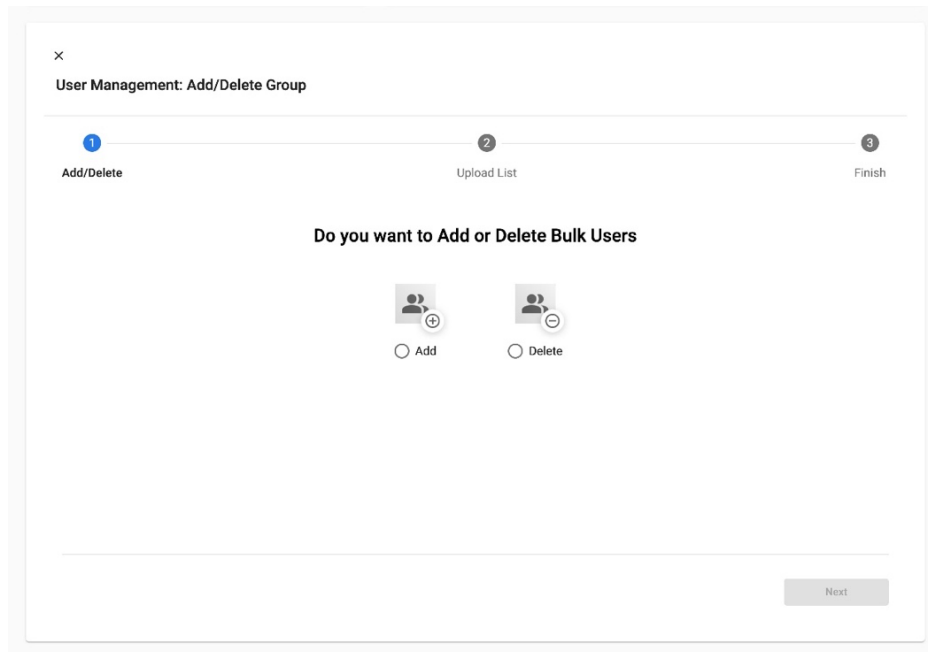 ×
User Management: Add/Delete Group
1
2
3
Add/Delete
Upload List
Finish
Do you want to Add or Delete Bulk Users
Add
Delete
Next